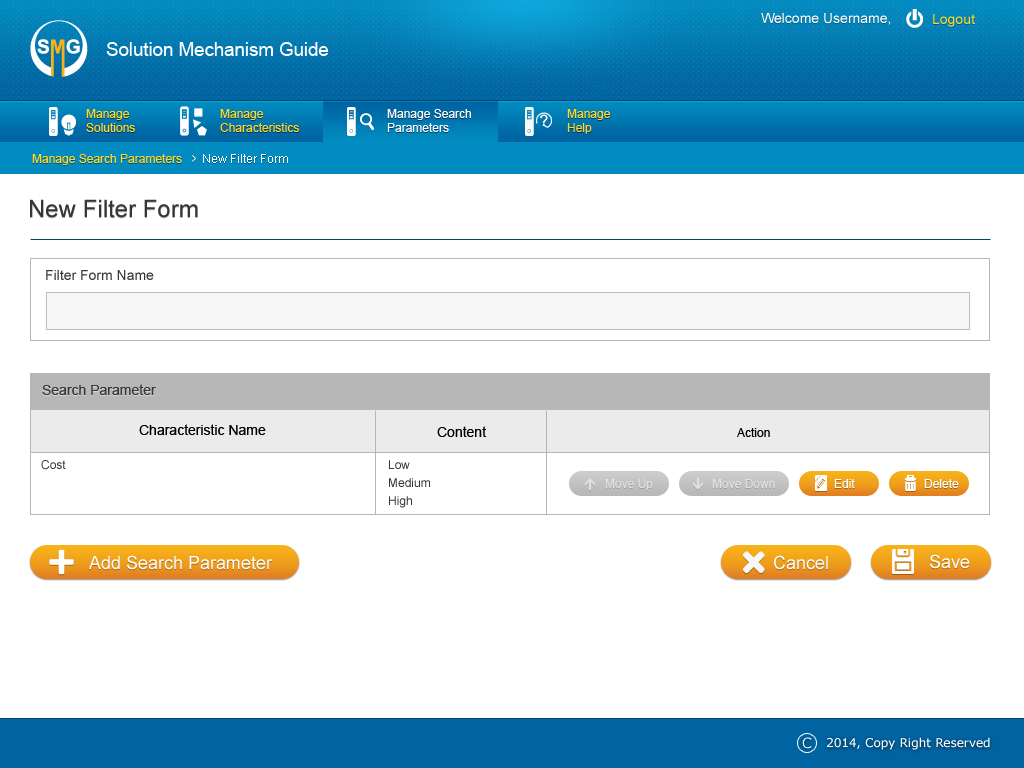 Welcome Username, Logout
SMG
Solution Mechanism Guide
Manage Solutions
Manage Characteristics
Manage Search Parameters
Manage Help
Manage Search Parameters > New Filter Form
New Filter Form
Filter Form Name
Search Parameter
Characteristic Name Content Action
Cost
Low
Medium
High
Move Up Move Down Edit Delete
Add Search Parameter Cancel Save
© 2014, Copy Right Reserved